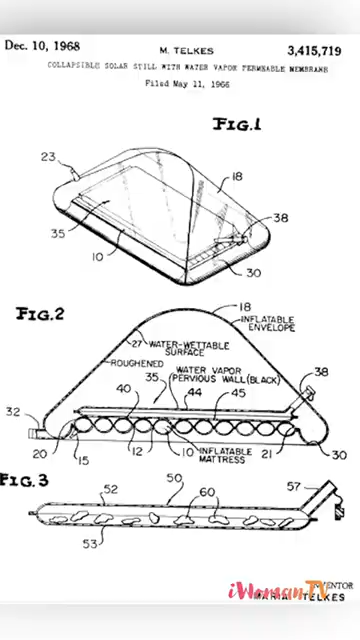 Dec. 10, 1968
M. TELKES
3,415,719
COLLAPSIBLE SOLAR STILL WITH WATER VAPOR PERMEABLE MEMBRANE
Filed May 11, 1966
FIG.1
23
18
38
35
10
30
FIG.2
18
INFLATABLE
ENVELOPE
27
WATER-WETTABLE
SURFACE
ROUGHENED
WATER VAPOR
PERVIOUS WALL (BLACK)
38
35
44
45
40
32
20
15
12
10
INFLATABLE
MATTRESS
21
30
FIG.3
52
50
60
57
53
iWomanTV
TELKES